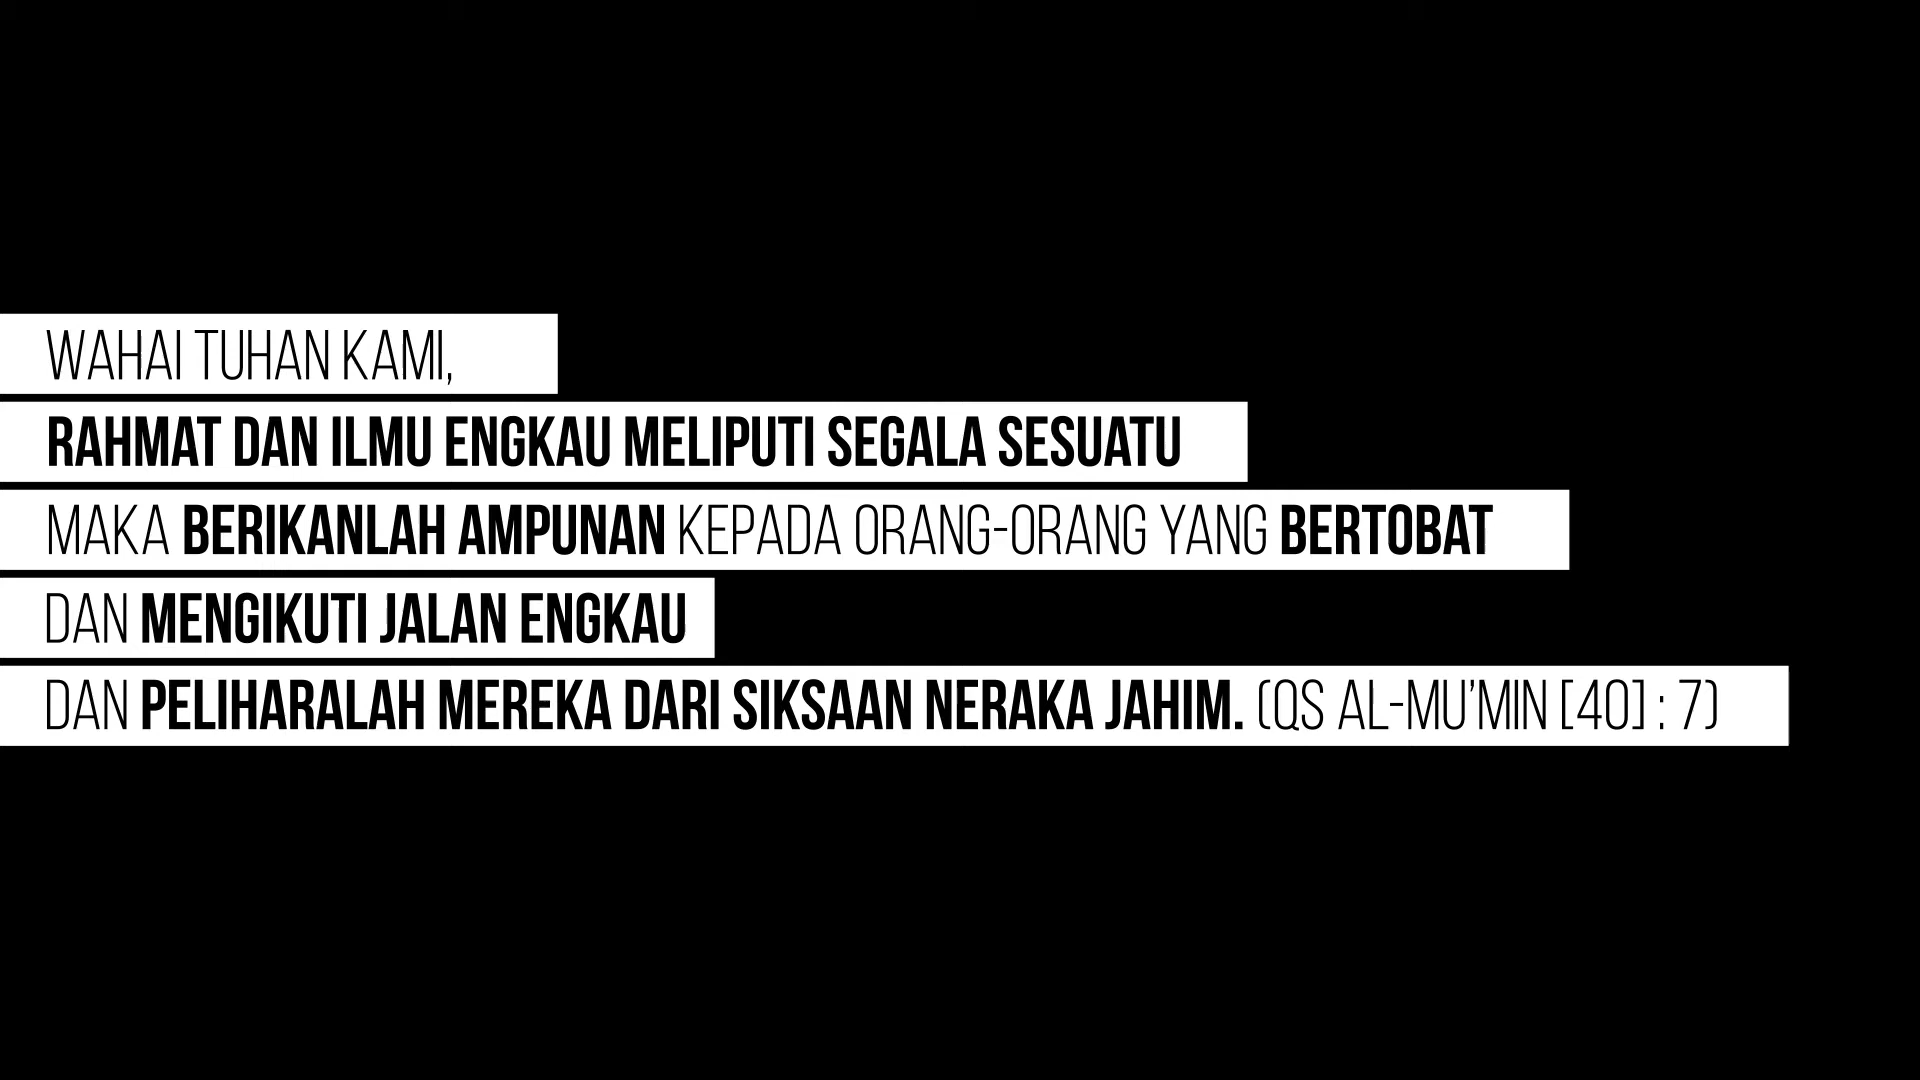 WAHAI TUHAN KAMI,
RAHMAT DAN ILMU ENGKAU MELIPUTI SEGALA SESUATU
MAKA BERIKANLAH AMPUNAN KEPADA ORANG-ORANG YANG BERTOBAT
DAN MENGIKUTI JALAN ENGKAU
DAN PELIHARALAH MEREKA DARI SIKSAAN NERAKA JAHIM. (QS AL-MU’MIN [40] : 7)